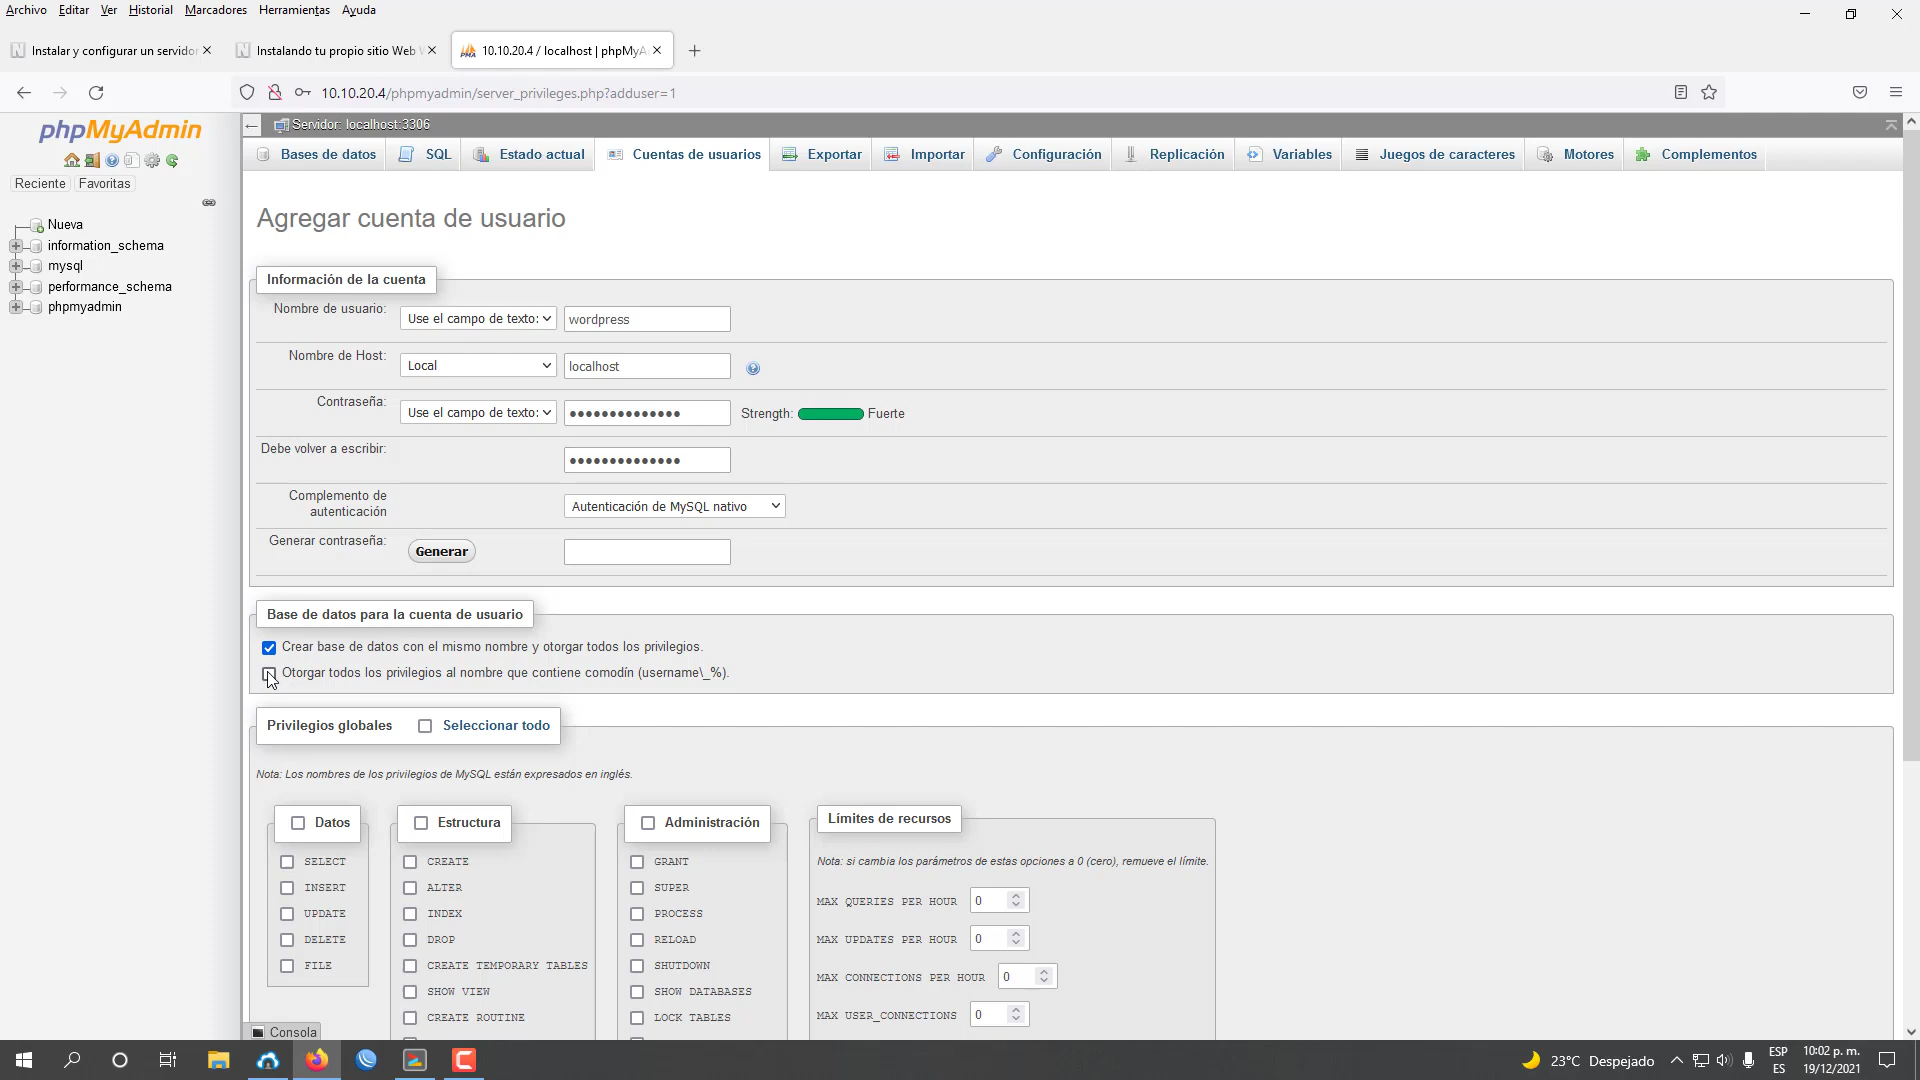 Archivo Editar Ver Historial Marcadores Herramientas Ayuda
Instalar y configurar un servidor
Instalando tu propio sitio Web
10.10.20.4 / localhost | phpMyA
10.10.20.4/phpmyadmin/server_privileges.php?adduser=1
phpMyAdmin
Reciente Favoritas
Nueva
information_schema
mysql
performance_schema
phpmyadmin
Servidor: localhost:3306
Bases de datos SQL Estado actual Cuentas de usuarios Exportar Importar Configuración Replicación Variables Juegos de caracteres Motores Complementos
Agregar cuenta de usuario
Información de la cuenta
Nombre de usuario: Use el campo de texto: wordpress
Nombre de Host: Local localhost
Contraseña: Use el campo de texto: •••••••••••••• Strength: Fuerte
Debe volver a escribir: ••••••••••••••
Complemento de autenticación Autenticación de MySQL nativo
Generar contraseña: Generar
Base de datos para la cuenta de usuario
Crear base de datos con el mismo nombre y otorgar todos los privilegios.
Otorgar todos los privilegios al nombre que contiene comodín (username\_%).
Privilegios globales Seleccionar todo
Nota: Los nombres de los privilegios de MySQL están expresados en inglés.
Datos
SELECT
INSERT
UPDATE
DELETE
FILE
Estructura
CREATE
ALTER
INDEX
DROP
CREATE TEMPORARY TABLES
SHOW VIEW
CREATE ROUTINE
Administración
GRANT
SUPER
PROCESS
RELOAD
SHUTDOWN
SHOW DATABASES
LOCK TABLES
Límites de recursos
Nota: si cambia los parámetros de estas opciones a 0 (cero), remueve el límite.
MAX QUERIES PER HOUR 0
MAX UPDATES PER HOUR 0
MAX CONNECTIONS PER HOUR 0
MAX USER_CONNECTIONS 0
Consola
23°C Despejado
ESP
ES
10:02 p. m.
19/12/2021